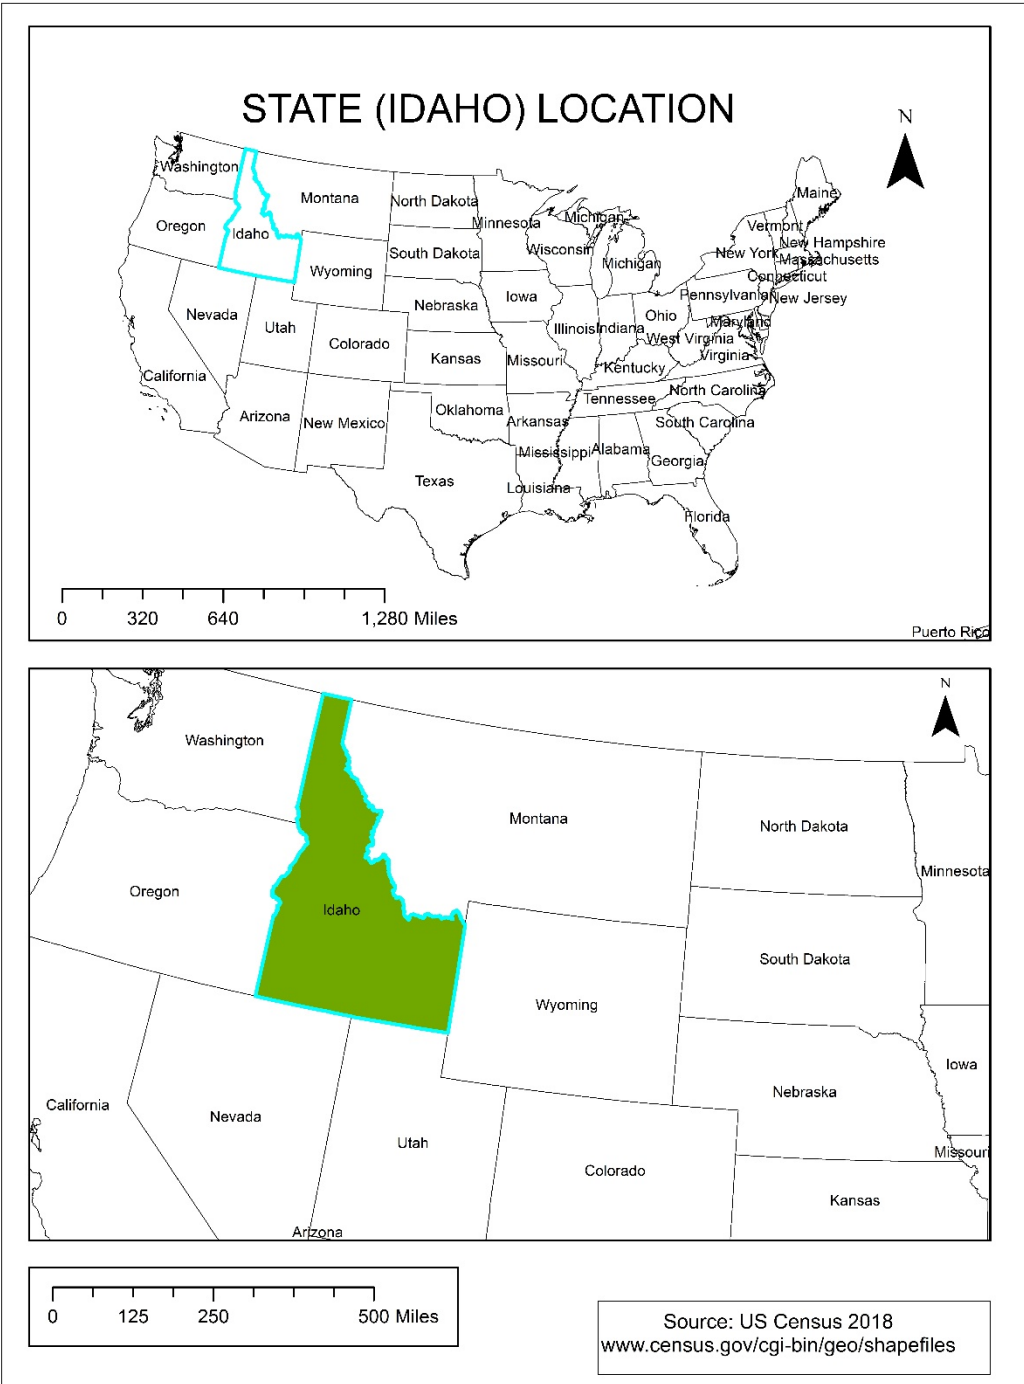 STATE (IDAHO) LOCATION
N
Washington
Montana
North Dakota
Minnesota
Michigan
Maine
Oregon
Idaho
South Dakota
Wisconsin
Michigan
Vermont
New Hampshire
New York
Massachusetts
Connecticut
Wyoming
Nebraska
Iowa
Pennsylvania
New Jersey
Nevada
Utah
Colorado
Kansas
Missouri
Illinois
Indiana
Ohio
Maryland
West Virginia
Virginia
Kentucky
California
Arizona
New Mexico
Oklahoma
Arkansas
Tennessee
North Carolina
South Carolina
Mississippi
Alabama
Georgia
Texas
Louisiana
Florida
0 320 640 1,280 Miles
Puerto Rico
N
Washington
Montana
North Dakota
Minnesota
Oregon
Idaho
South Dakota
Wyoming
Iowa
Nebraska
California
Nevada
Utah
Missouri
Colorado
Kansas
Arizona
0 125 250 500 Miles
Source: US Census 2018
www.census.gov/cgi-bin/geo/shapefiles